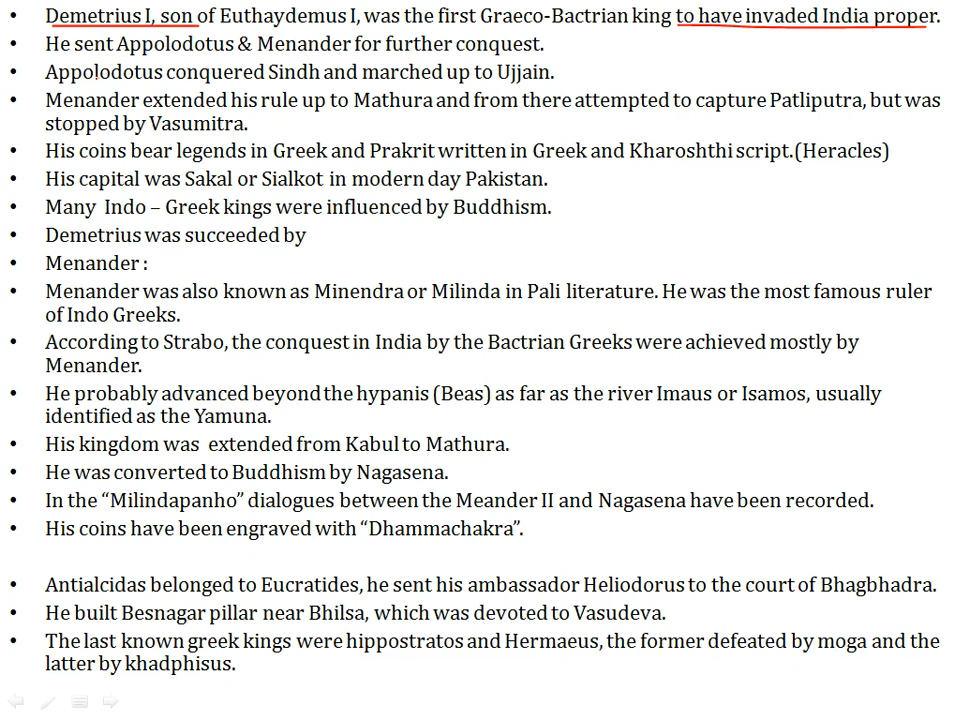 • Demetrius I, son of Euthaydemus I, was the first Graeco-Bactrian king to have invaded India proper.
• He sent Appolodotus & Menander for further conquest.
• Appolodotus conquered Sindh and marched up to Ujjain.
• Menander extended his rule up to Mathura and from there attempted to capture Patliputra, but was
stopped by Vasumitra.
• His coins bear legends in Greek and Prakrit written in Greek and Kharoshthi script.(Heracles)
• His capital was Sakal or Sialkot in modern day Pakistan.
• Many Indo – Greek kings were influenced by Buddhism.
• Demetrius was succeeded by
• Menander :
• Menander was also known as Minendra or Milinda in Pali literature. He was the most famous ruler
of Indo Greeks.
• According to Strabo, the conquest in India by the Bactrian Greeks were achieved mostly by
Menander.
• He probably advanced beyond the hypanis (Beas) as far as the river Imaus or Isamos, usually
identified as the Yamuna.
• His kingdom was extended from Kabul to Mathura.
• He was converted to Buddhism by Nagasena.
• In the “Milindapanho” dialogues between the Meander II and Nagasena have been recorded.
• His coins have been engraved with “Dhammachakra”.
• Antialcidas belonged to Eucratides, he sent his ambassador Heliodorus to the court of Bhagbhadra.
• He built Besnagar pillar near Bhilsa, which was devoted to Vasudeva.
• The last known greek kings were hippostratos and Hermaeus, the former defeated by moga and the
latter by khadphisus.